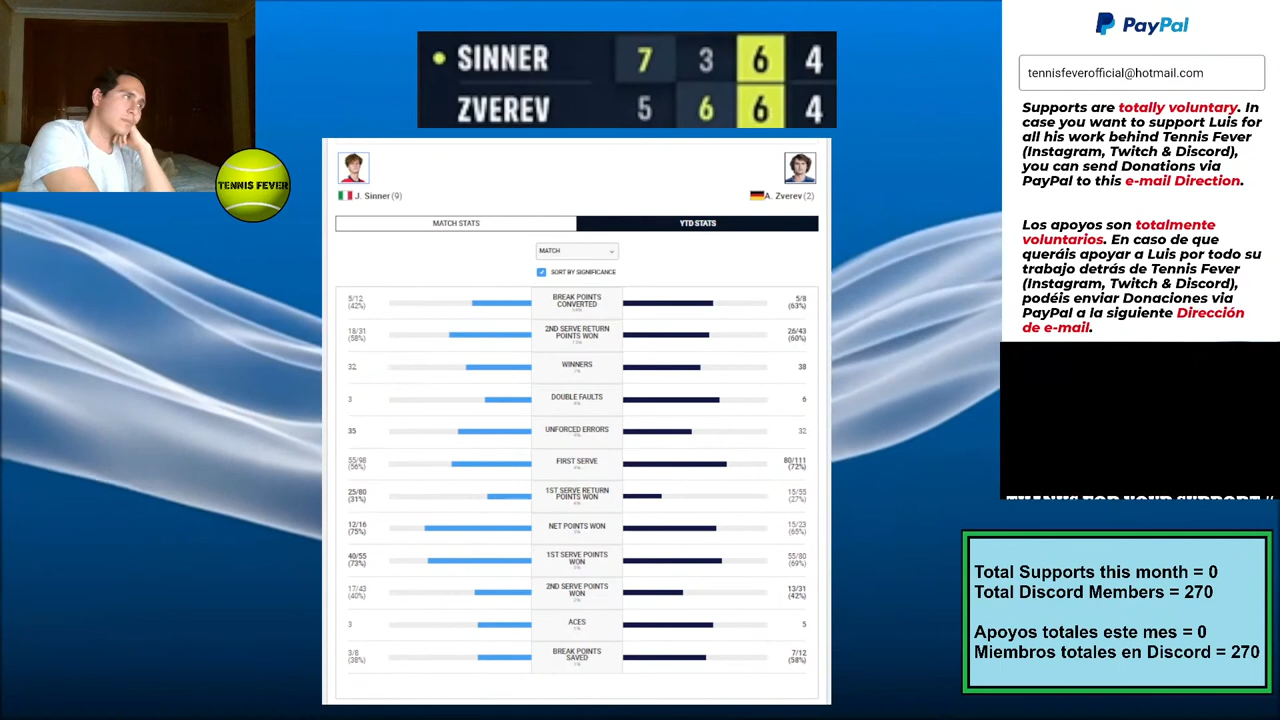 SINNER 7 3 6 4
ZVEREV 5 6 6 4
TENNIS FEVER
J. Sinner (9)
A. Zverev (2)
MATCH STATS
YTD STATS
MATCH
SORT BY SIGNIFICANCE
5/12
(42%)
BREAK POINTS
CONVERTED
5/8
(63%)
18/31
(58%)
2ND SERVE RETURN
POINTS WON
26/43
(60%)
32
WINNERS
38
3
DOUBLE FAULTS
6
35
UNFORCED ERRORS
32
55/98
(56%)
FIRST SERVE
80/111
(72%)
25/80
(31%)
1ST SERVE RETURN
POINTS WON
15/55
(27%)
12/16
(75%)
NET POINTS WON
15/23
(65%)
40/55
(73%)
1ST SERVE POINTS
WON
55/80
(69%)
17/43
(40%)
2ND SERVE POINTS
WON
13/31
(42%)
3
ACES
5
3/8
(38%)
BREAK POINTS
SAVED
7/12
(58%)
PayPal
tennisfeverofficial@hotmail.com
Supports are totally voluntary. In
case you want to support Luis for
all his work behind Tennis Fever
(Instagram, Twitch & Discord),
you can send Donations via
PayPal to this e-mail Direction.
Los apoyos son totalmente
voluntarios. En caso de que
queráis apoyar a Luis por todo su
trabajo detrás de Tennis Fever
(Instagram, Twitch & Discord),
podéis enviar Donaciones via
PayPal a la siguiente Dirección
de e-mail.
THANKS FOR YOUR SUPPORT
Total Supports this month = 0
Total Discord Members = 270
Apoyos totales este mes = 0
Miembros totales en Discord = 270